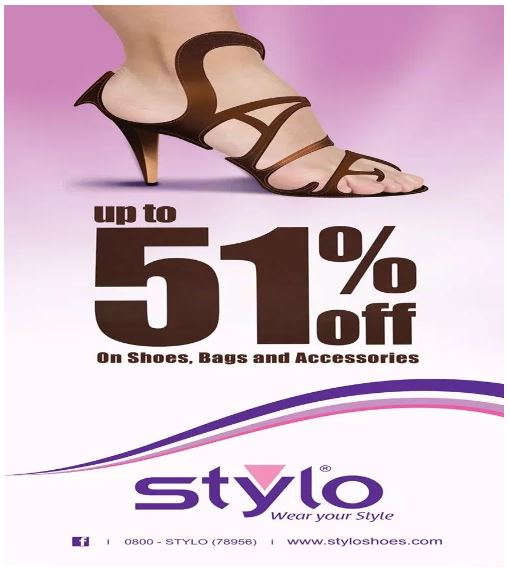 SALE
up to
51% off
On Shoes, Bags and Accessories
stylo®
Wear your Style
f I 0800 - STYLO (78956) I www.styloshoes.com